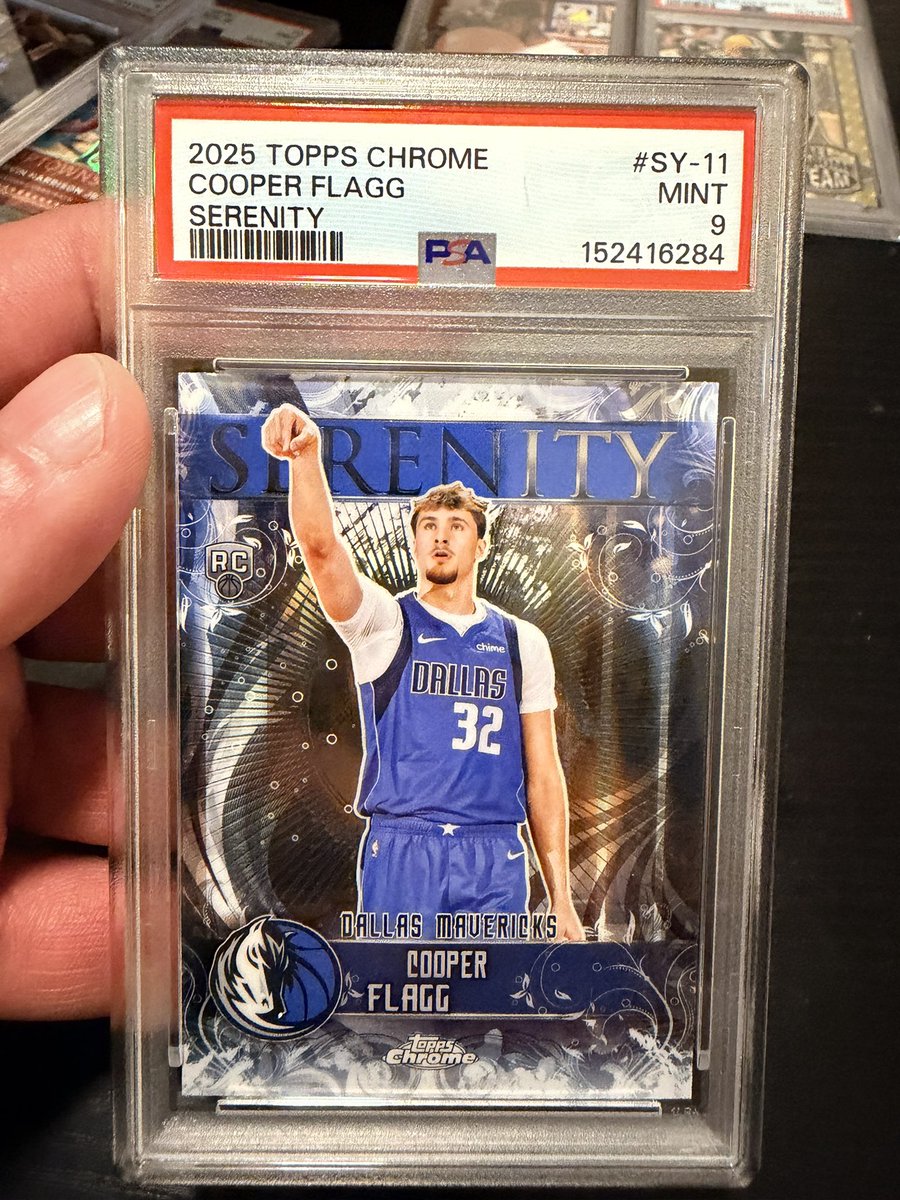 2025 TOPPS CHROME #SY-11
COOPER FLAGG MINT
SERENITY 9
PSA 152416284
SERENITY
RC
chime
DALLAS
32
DALLAS MAVERICKS
COOPER
FLAGG
TOPPS
Chrome